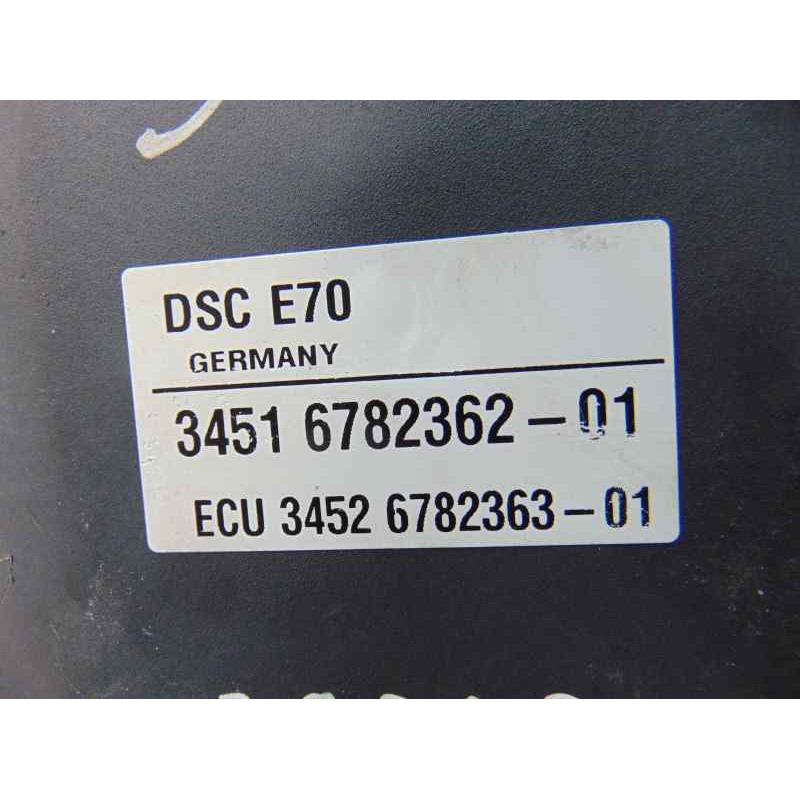 DSC E70
GERMANY
3451 6782362-01
ECU 3452 6782363-01